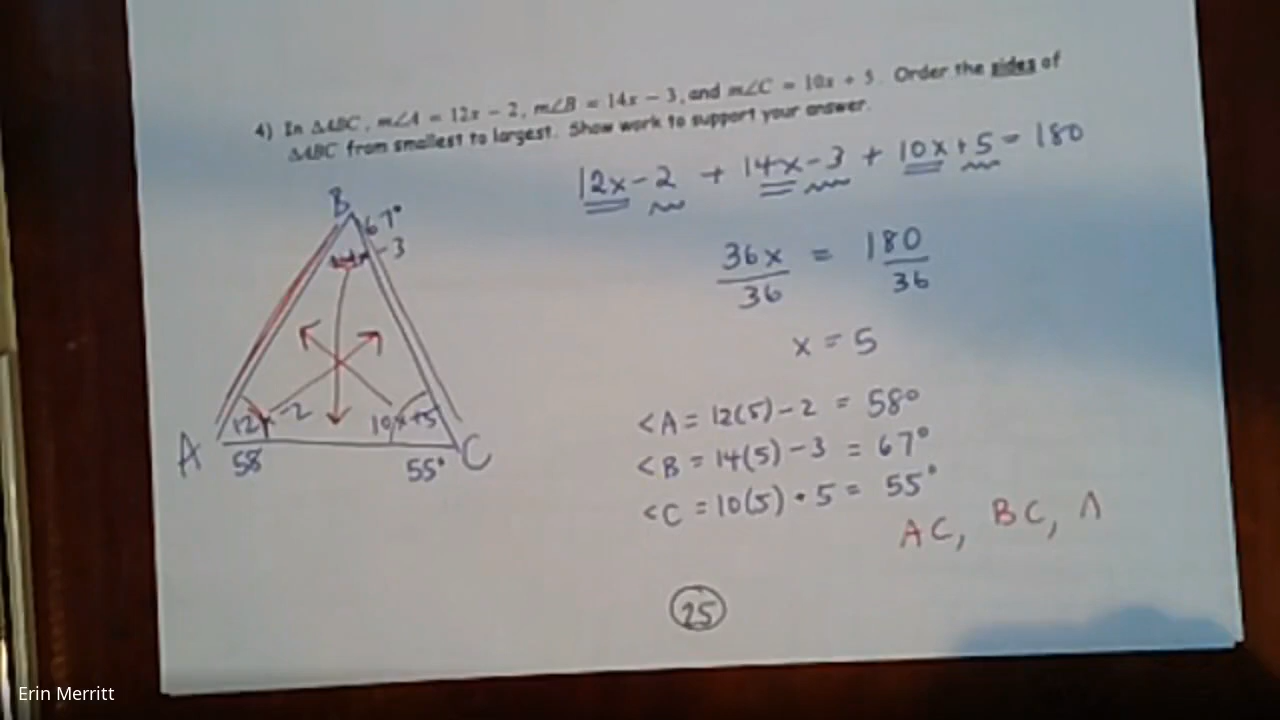 4) In △ABC, m∠A = 12x − 2, m∠B = 14x − 3, and m∠C = 10x + 5. Order the sides of
△ABC from smallest to largest. Show work to support your answer.
12x − 2 + 14x − 3 + 10x + 5 = 180
B
67°
−3
36x = 180
36 36
x = 5
12x −2
10x+5
A
58
55°
C
<A = 12(5) − 2 = 58°
<B = 14(5) − 3 = 67°
<C = 10(5) + 5 = 55°
AC, BC, A
25
Erin Merritt